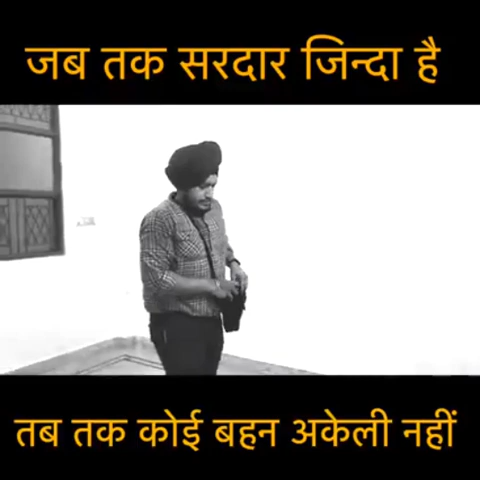 जब तक सरदार जिन्दा है
तब तक कोई बहन अकेली नहीं